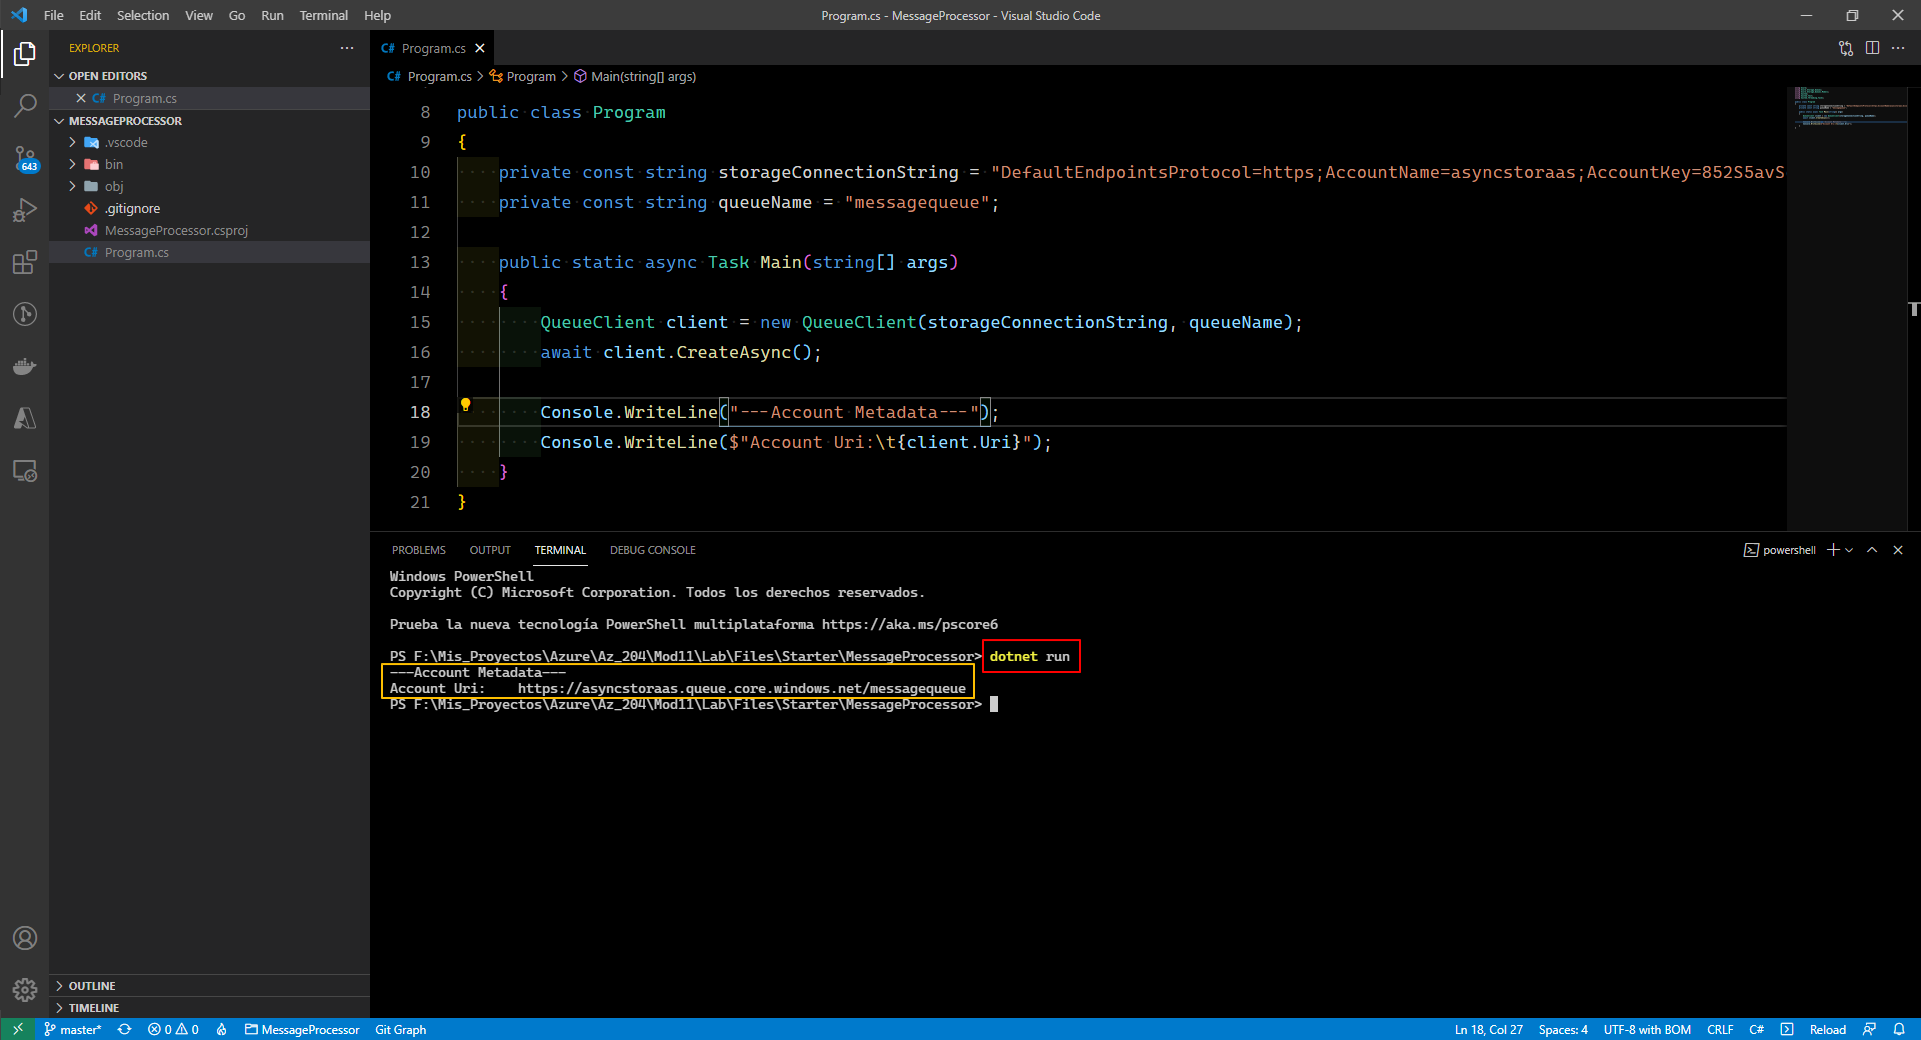 File Edit Selection View Go Run Terminal Help
Program.cs - MessageProcessor - Visual Studio Code
EXPLORER
OPEN EDITORS
C# Program.cs
MESSAGEPROCESSOR
.vscode
bin
obj
.gitignore
MessageProcessor.csproj
C# Program.cs
643
OUTLINE
TIMELINE
C# Program.cs
C# Program.cs > Program > Main(string[] args)
8 public class Program
9 {
10 private const string storageConnectionString = "DefaultEndpointsProtocol=https;AccountName=asyncstoraas;AccountKey=852S5avS
11 private const string queueName = "messagequeue";
12
13 public static async Task Main(string[] args)
14 {
15 QueueClient client = new QueueClient(storageConnectionString, queueName);
16 await client.CreateAsync();
17
18 Console.WriteLine("---Account Metadata---");
19 Console.WriteLine($"Account Uri:\t{client.Uri}");
20 }
21 }
PROBLEMS OUTPUT TERMINAL DEBUG CONSOLE
powershell
Windows PowerShell
Copyright (C) Microsoft Corporation. Todos los derechos reservados.
Prueba la nueva tecnología PowerShell multiplataforma https://aka.ms/pscore6
PS F:\Mis_Proyectos\Azure\Az_204\Mod11\Lab\Files\Starter\MessageProcessor> dotnet run
---Account Metadata---
Account Uri: https://asyncstoraas.queue.core.windows.net/messagequeue
PS F:\Mis_Proyectos\Azure\Az_204\Mod11\Lab\Files\Starter\MessageProcessor>
master* 0 0 MessageProcessor Git Graph
Ln 18, Col 27 Spaces: 4 UTF-8 with BOM CRLF C# Reload